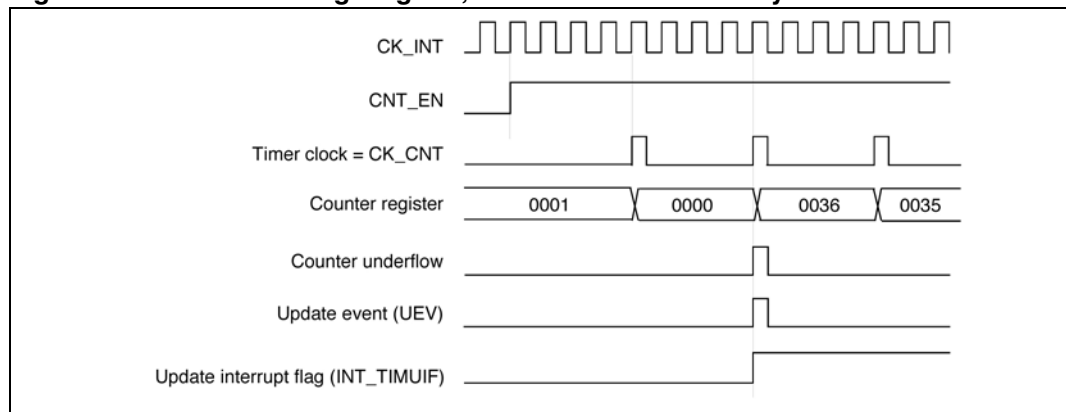 CK_INT
CNT_EN
Timer clock = CK_CNT
Counter register 0001 0000 0036 0035
Counter underflow
Update event (UEV)
Update interrupt flag (INT_TIMUIF)